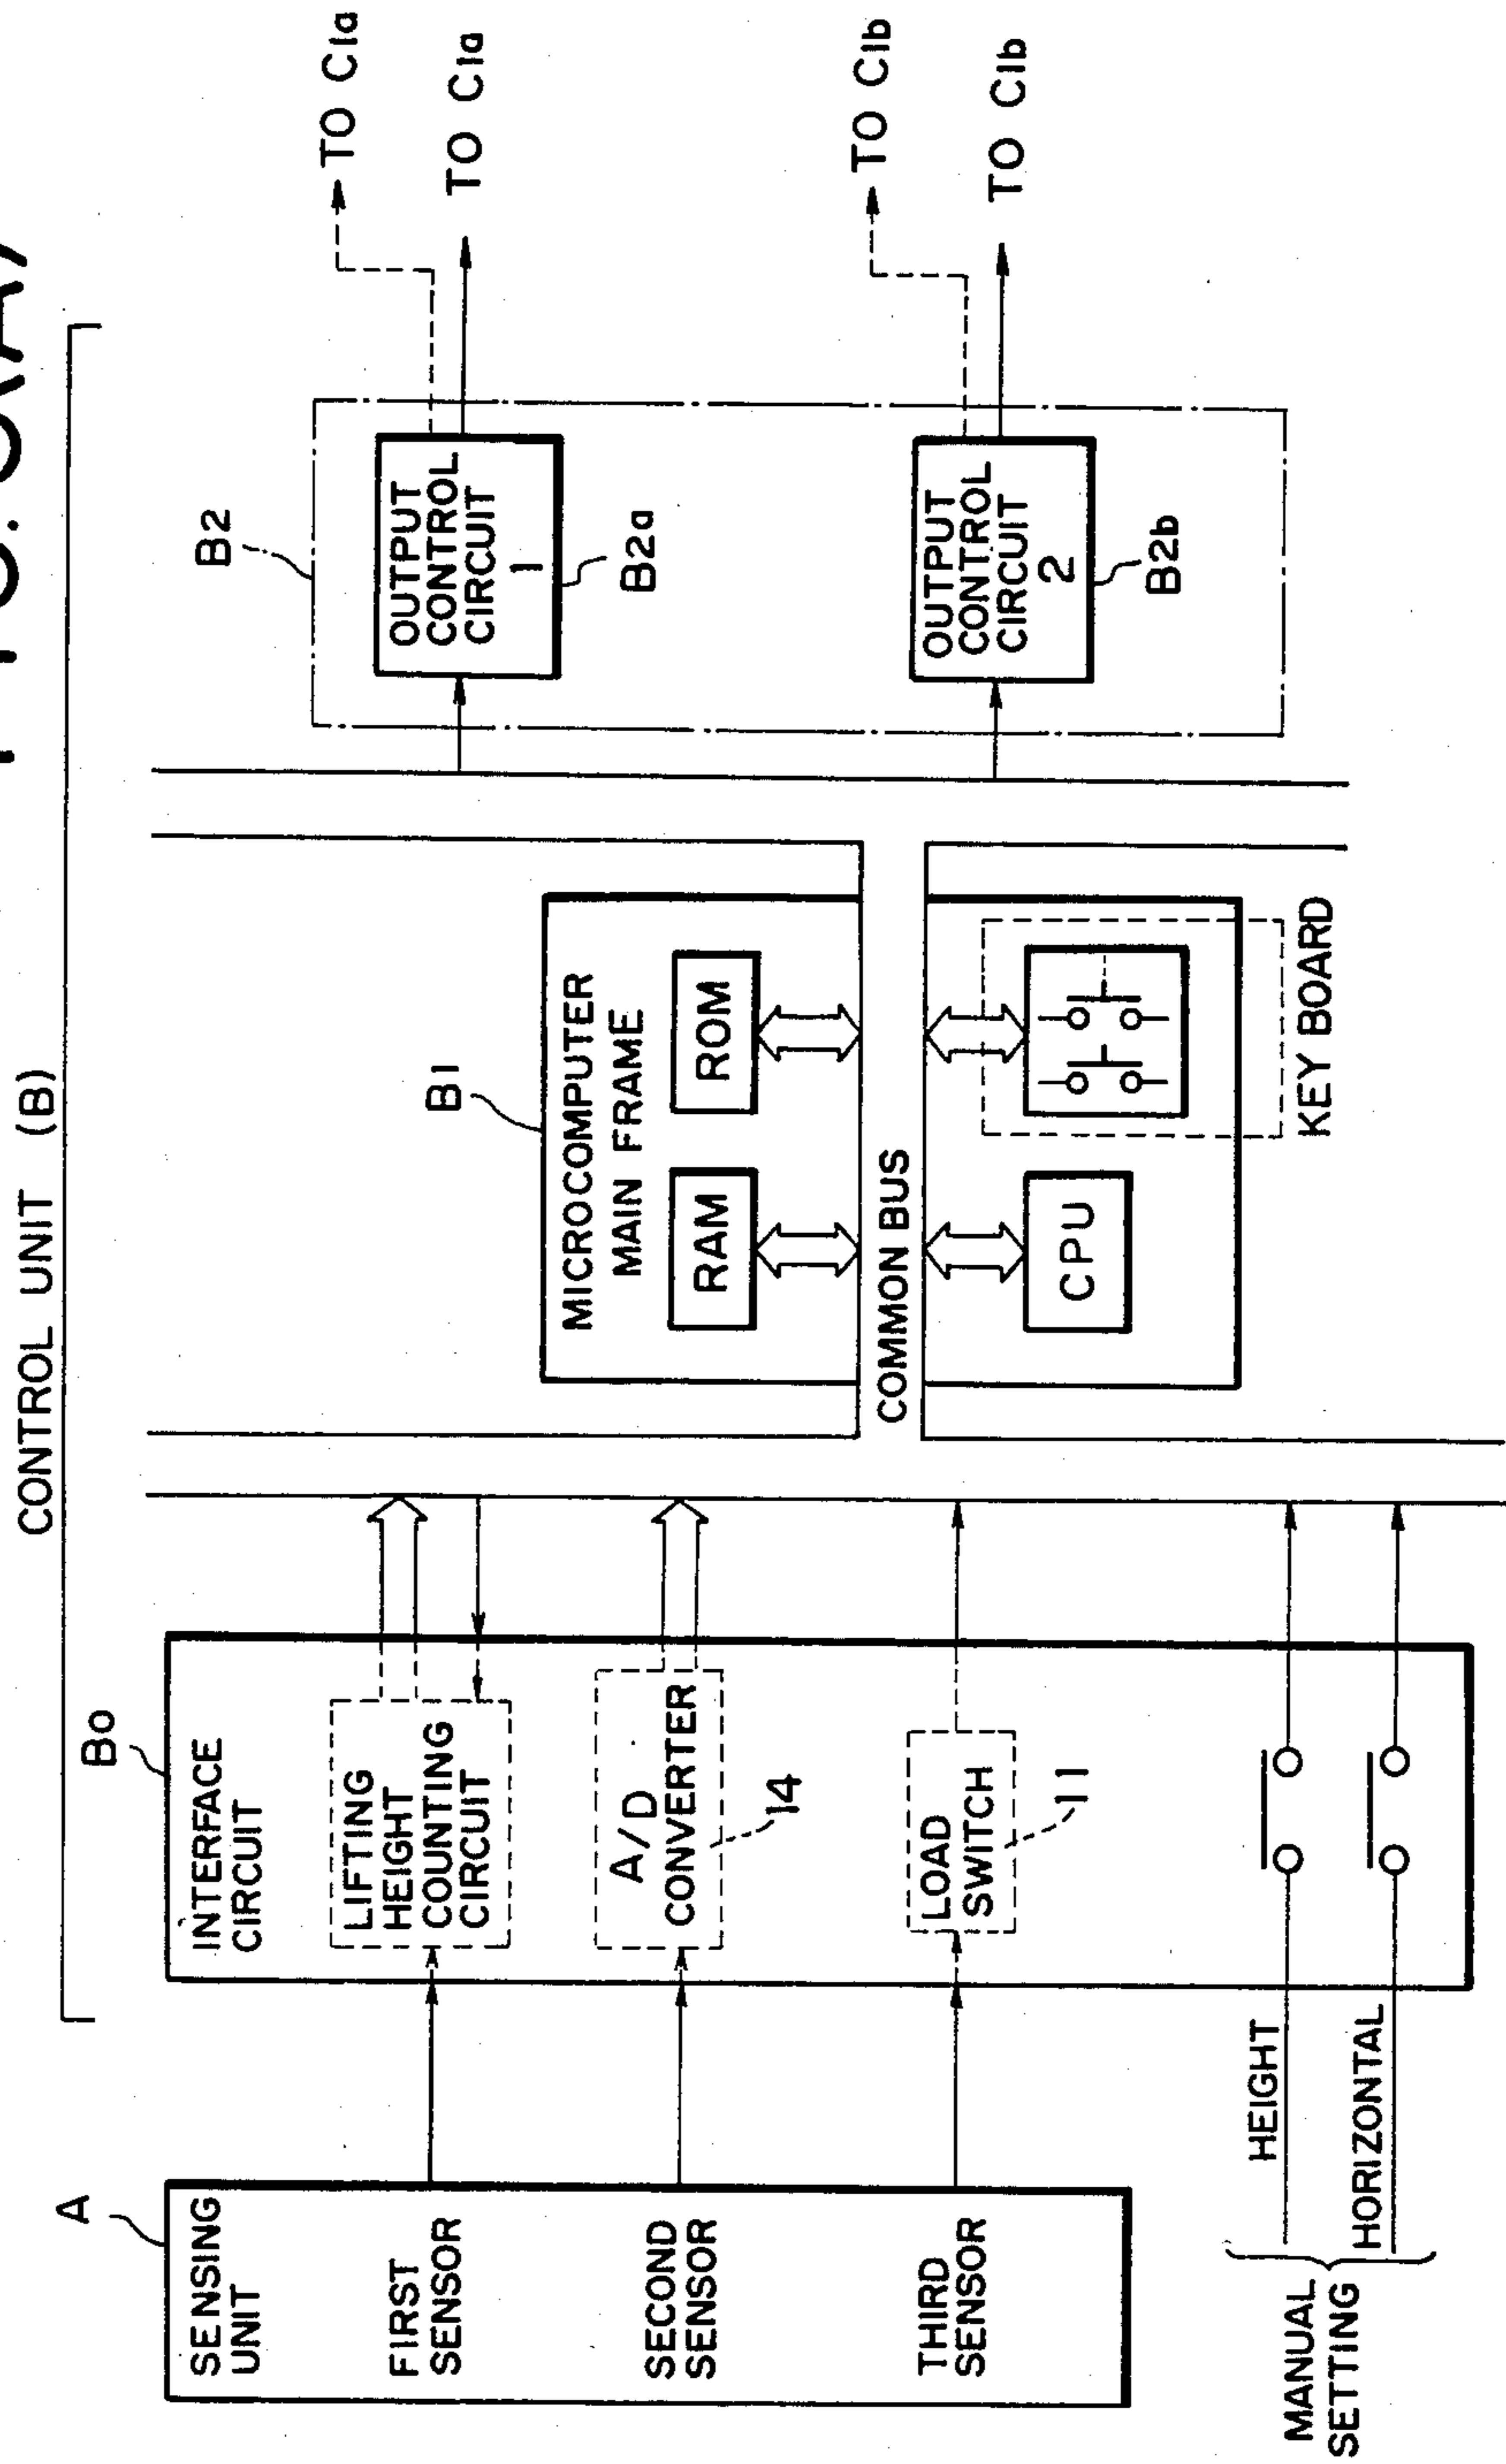 CONTROL UNIT (B)
A
SENSING
UNIT
FIRST
SENSOR
SECOND
SENSOR
THIRD
SENSOR
MANUAL
SETTING
HEIGHT
HORIZONTAL
B0
INTERFACE
CIRCUIT
LIFTING
HEIGHT
COUNTING
CIRCUIT
A/D
CONVERTER
14
LOAD
SWITCH
11
B1
MICROCOMPUTER
MAIN FRAME
RAM
ROM
COMMON BUS
CPU
KEY BOARD
B2
OUTPUT
CONTROL
CIRCUIT
1
B2a
OUTPUT
CONTROL
CIRCUIT
2
B2b
TO C1a
TO C1a
TO C1b
TO C1b